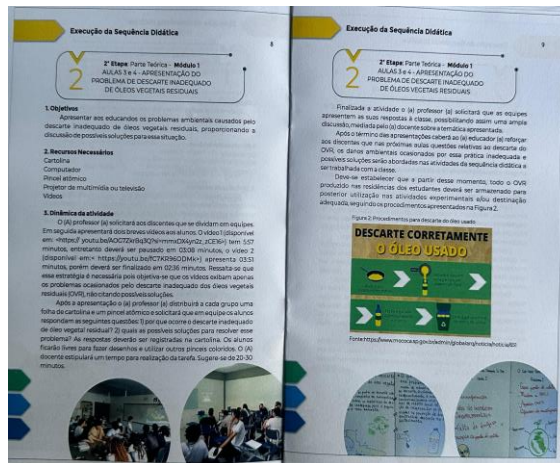 Execução da Sequência Didática
8
2
2ª Etapa: Parte Teórica - Módulo 1
AULAS 3 e 4 - APRESENTAÇÃO DO
PROBLEMA DE DESCARTE INADEQUADO
DE ÓLEOS VEGETAIS RESIDUAIS
1. Objetivos
Apresentar aos educandos os problemas ambientais causados pelo
descarte inadequado de óleos vegetais residuais, proporcionando a
discussão de possíveis soluções para essa situação.
2. Recursos Necessários
Cartolina
Computador
Pincel atômico
Projetor de multimídia ou televisão
Vídeos
3. Dinâmica da atividade
O (A) professor (a) solicitará aos discentes que se dividam em equipes.
Em seguida apresentará dois breves vídeos aos alunos. O vídeo 1 (disponível
em: tem 5:57
minutos, entretanto deverá ser pausado em 03:08 minutos, o vídeo 2
(disponível em: apresenta 03:51
minutos, porém deverá ser finalizado em 02:36 minutos. Ressalta-se que
essa estratégia é necessária pois objetiva-se que os vídeos exibam apenas
os problemas ocasionados pelo descarte inadequado dos óleos vegetais
residuais (OVR), não citando possíveis soluções.
Após a apresentação o (a) professor (a) distribuirá a cada grupo uma
folha de cartolina e um pincel atômico e solicitará que em equipe os alunos
respondam as seguintes questões: 1) por que ocorre o descarte inadequado
de óleo vegetal residual? 2) quais as possíveis soluções para resolver esse
problema? As respostas deverão ser registradas na cartolina. Os alunos
ficarão livres para fazer desenhos e utilizar outros pinceis coloridos. O (A)
docente estipulará um tempo para realização da tarefa. Sugere-se de 20-30
minutos.
Execução da Sequência Didática
9
2
2ª Etapa: Parte Teórica - Módulo 1
AULAS 3 e 4 - APRESENTAÇÃO DO
PROBLEMA DE DESCARTE INADEQUADO
DE ÓLEOS VEGETAIS RESIDUAIS
Finalizada a atividade o (a) professor (a) solicitará que as equipes
apresentem as suas respostas à classe, possibilitando assim uma ampla
discussão, mediada pelo (a) docente sobre a temática apresentada.
Após o término das apresentações caberá ao (a) educador (a) reforçar
aos discentes que nas próximas aulas questões relativas ao descarte do
OVR, os danos ambientais ocasionados por esse prática inadequada e
possíveis soluções serão abordadas nas atividades da sequência didática e
ser trabalhada com a classe.
Deve-se estabelecer que a partir desse momento, todo o OVR
produzido nas residências dos estudantes deverá ser armazenado para
posterior utilização nas atividades experimentais e/ou destinação
adequada, seguindo os procedimentos apresentados na Figura 2.
Figura 2: Procedimentos para descarte do óleo usado
DESCARTE CORRETAMENTE
O ÓLEO USADO